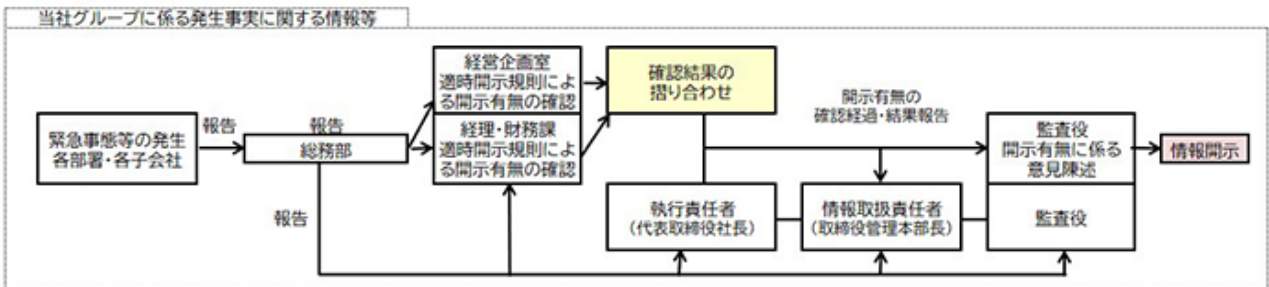 当社グループに係る発生事実に関する情報等
緊急事態等の発生
各部署・各子会社
報告
報告
総務部
報告
経営企画室
適時開示規則によ
る開示有無の確認
経理・財務課
適時開示規則によ
る開示有無の確認
確認結果の
摺り合わせ
開示有無の
確認経過・結果報告
執行責任者
(代表取締役社長)
情報取扱責任者
(取締役管理本部長)
監査役
開示有無に係る
意見陳述
監査役
情報開示